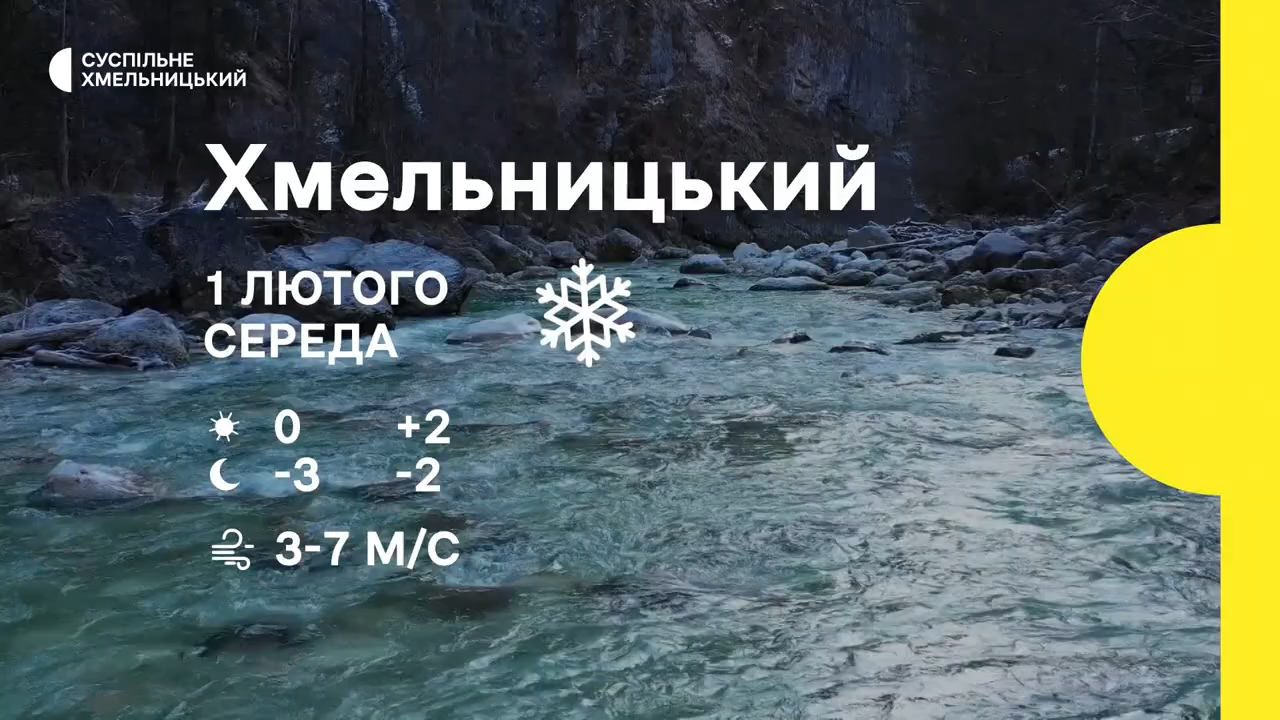 СУСПІЛЬНЕ
ХМЕЛЬНИЦЬКИЙ
Хмельницький
1 ЛЮТОГО
СЕРЕДА
0 +2
-3 -2
3-7 М/С